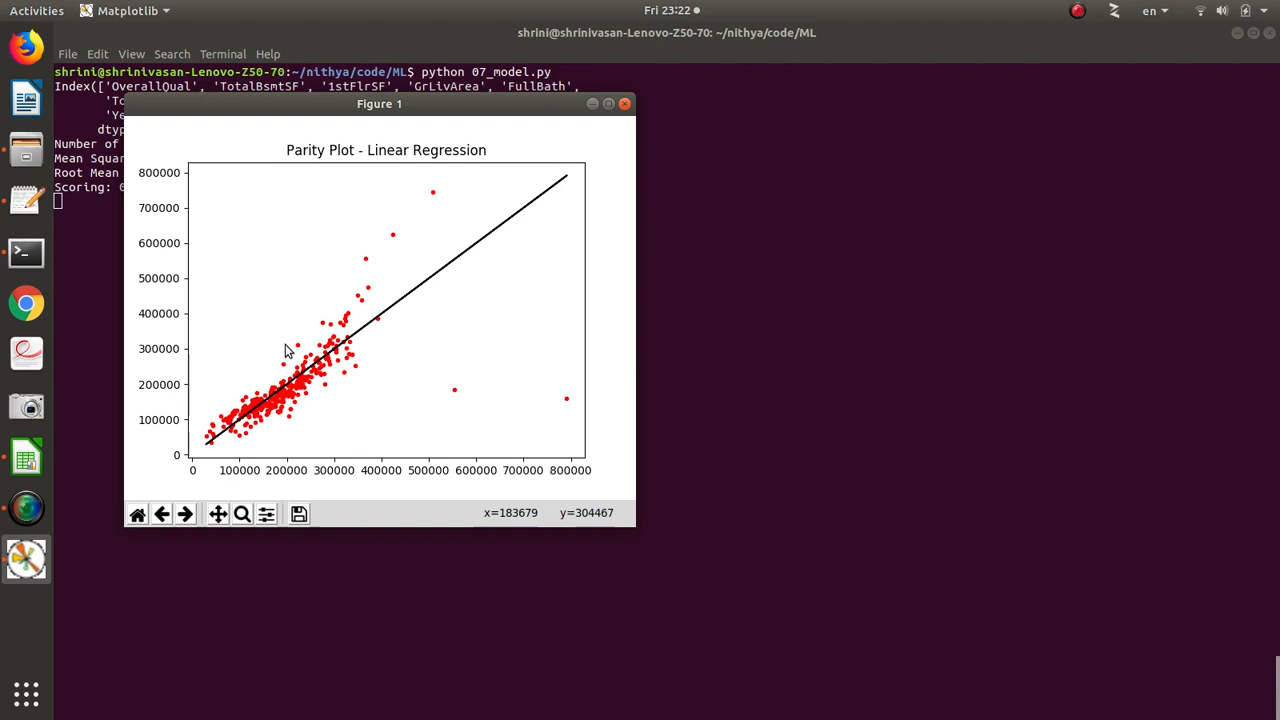 Activities Matplotlib Fri 23:22 en
shrini@shrinivasan-Lenovo-Z50-70: ~/nithya/code/ML
File Edit View Search Terminal Help
shrini@shrinivasan-Lenovo-Z50-70:~/nithya/code/ML$ python 07_model.py
Index(['OverallQual', 'TotalBsmtSF', '1stFlrSF', 'GrLivArea', 'FullBath',
Number of
Mean Squar
Root Mean
Scoring: 0
Figure 1
Parity Plot - Linear Regression
800000
700000
600000
500000
400000
300000
200000
100000
0
0 100000 200000 300000 400000 500000 600000 700000 800000
x=183679 y=304467